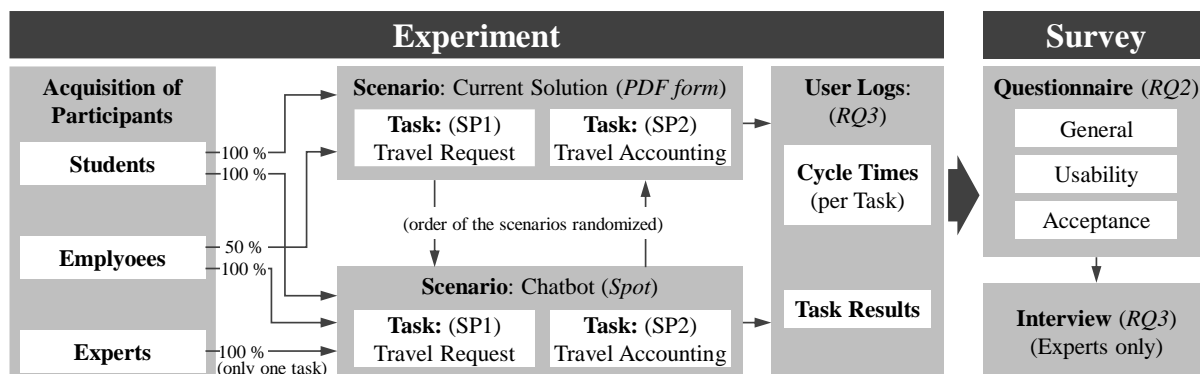 Experiment
Survey
Acquisition of
Participants
Students
Emplyoees
Experts
100 %
100 %
50 %
100 %
100 %
(only one task)
Scenario: Current Solution (PDF form)
Task: (SP1)
Travel Request
Task: (SP2)
Travel Accounting
(order of the scenarios randomized)
Scenario: Chatbot (Spot)
Task: (SP1)
Travel Request
Task: (SP2)
Travel Accounting
User Logs:
(RQ3)
Cycle Times
(per Task)
Task Results
Questionnaire (RQ2)
General
Usability
Acceptance
Interview (RQ3)
(Experts only)